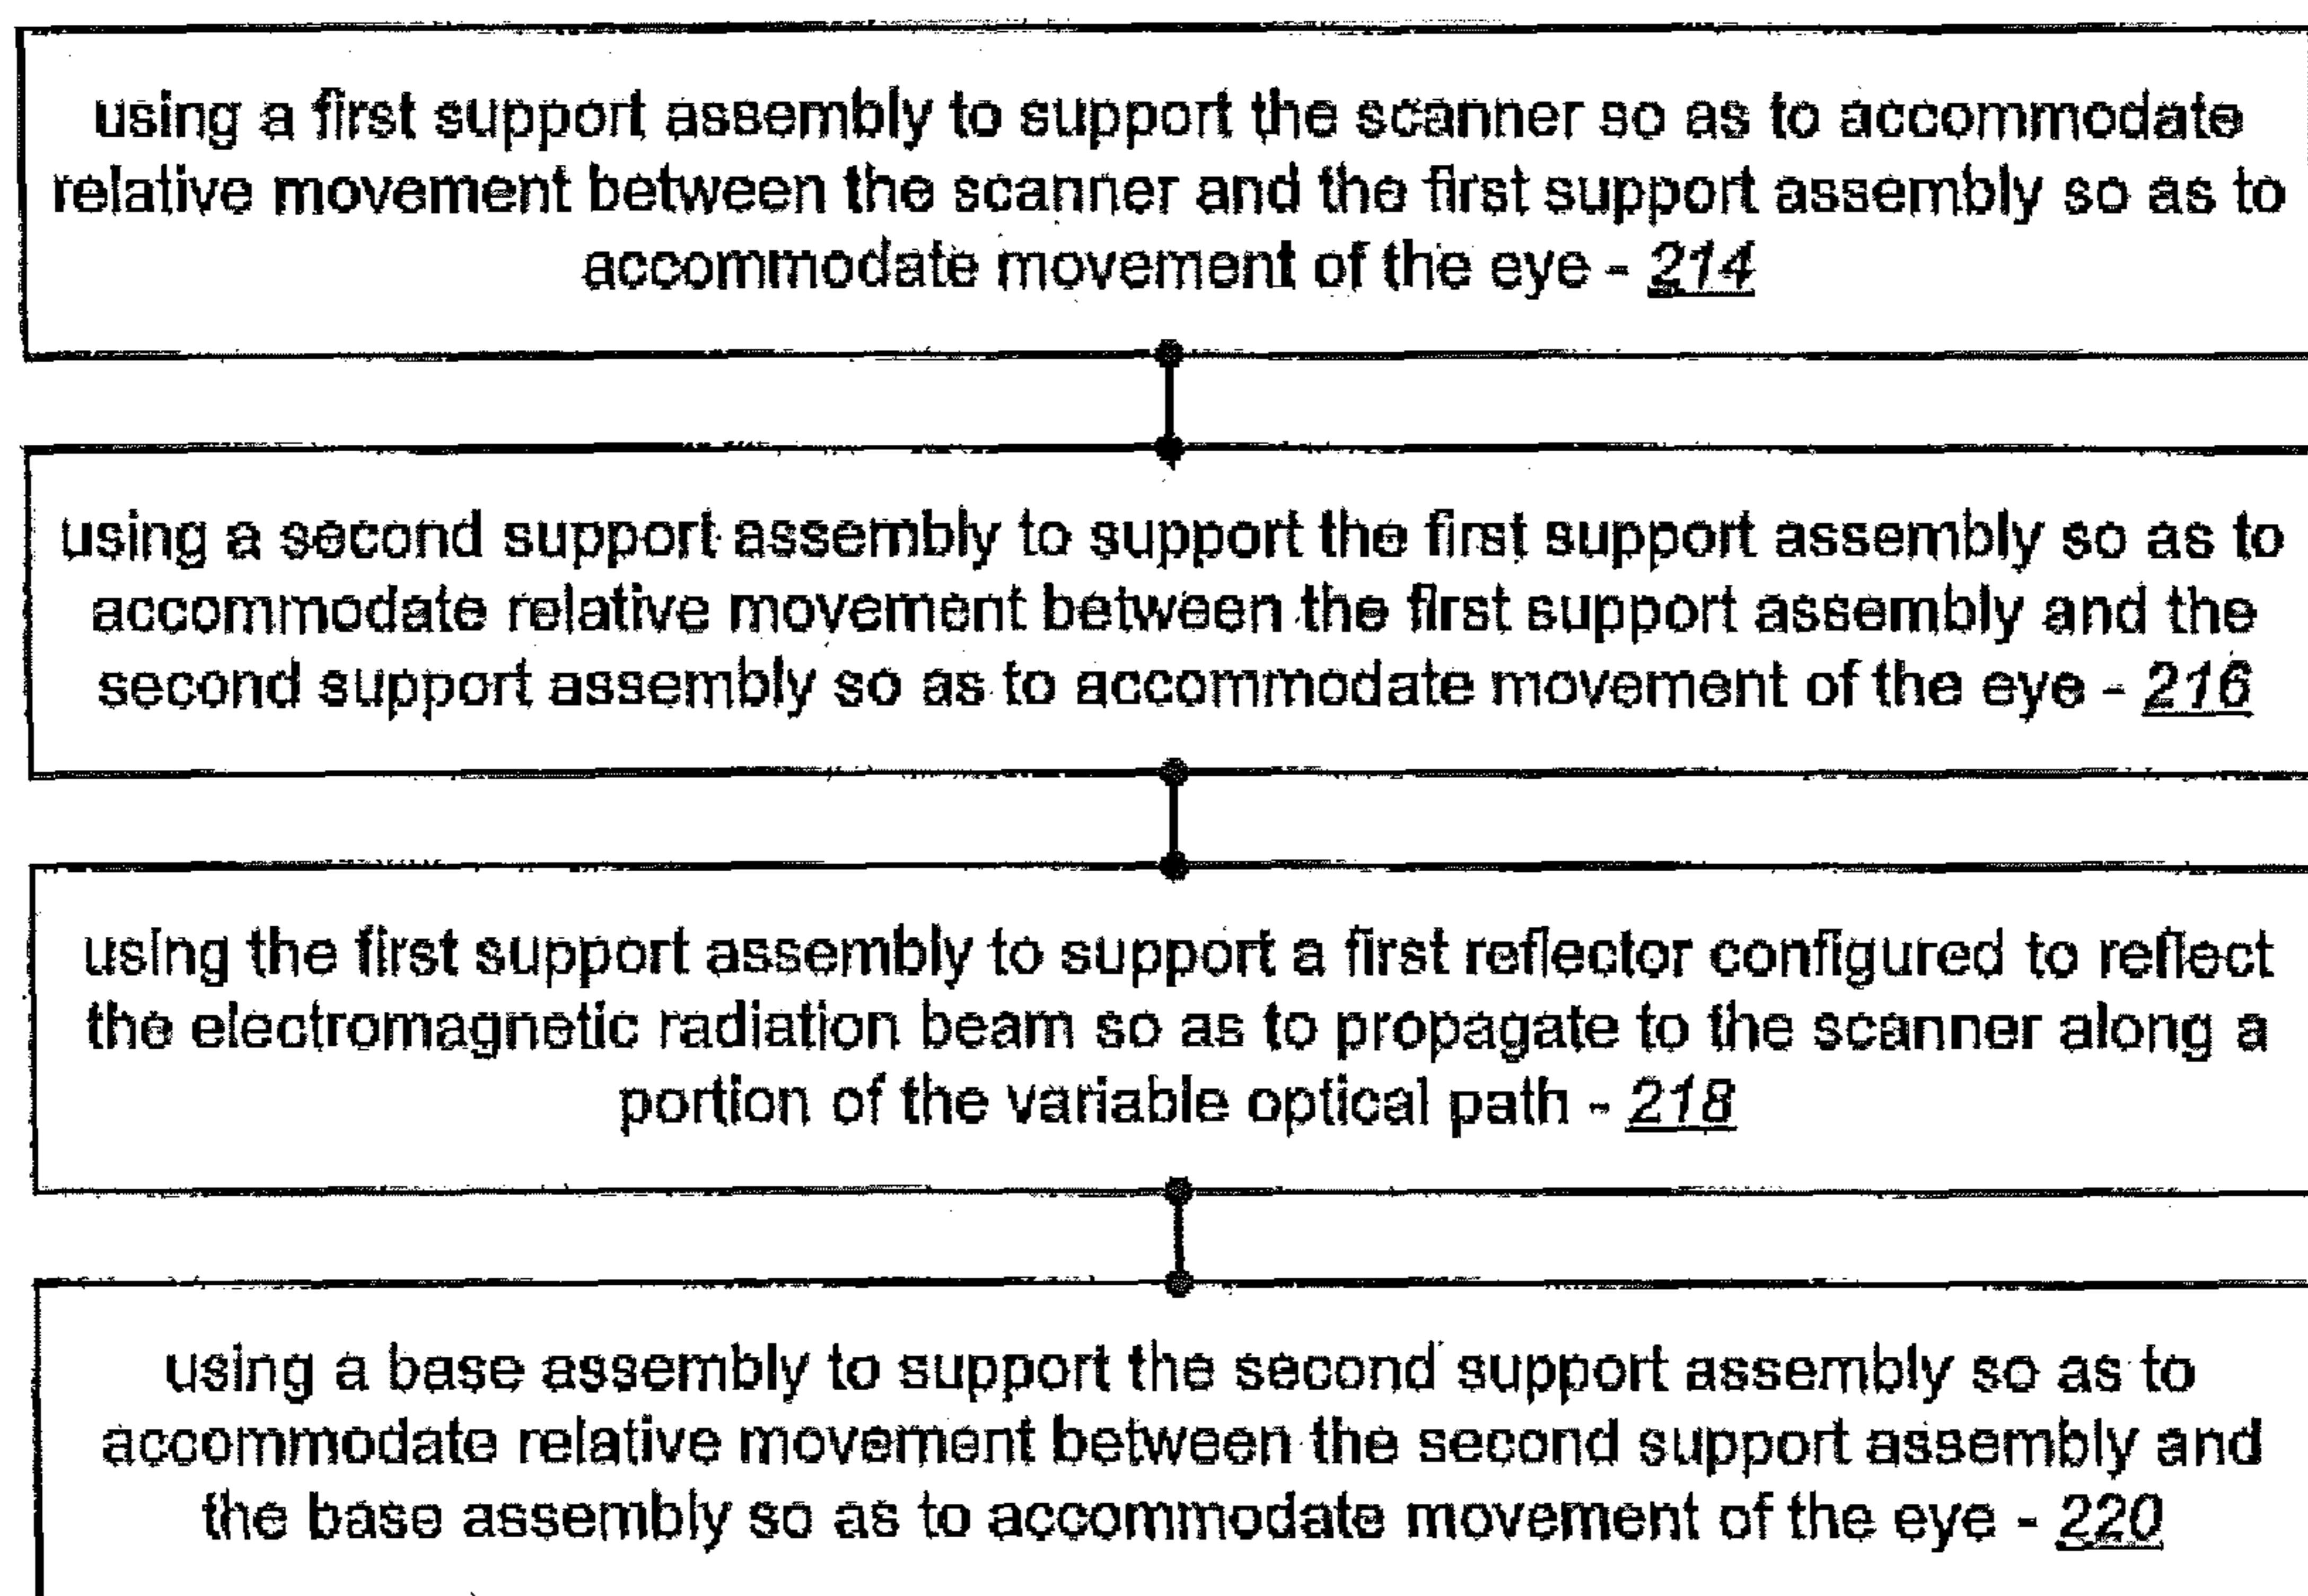 using a first support assembly to support the scanner so as to accommodate
relative movement between the scanner and the first support assembly so as to
accommodate movement of the eye - 214
using a second support assembly to support the first support assembly so as to
accommodate relative movement between the first support assembly and the
second support assembly so as to accommodate movement of the eye - 216
using the first support assembly to support a first reflector configured to reflect
the electromagnetic radiation beam so as to propagate to the scanner along a
portion of the variable optical path - 218
using a base assembly to support the second support assembly so as to
accommodate relative movement between the second support assembly and
the base assembly so as to accommodate movement of the eye - 220